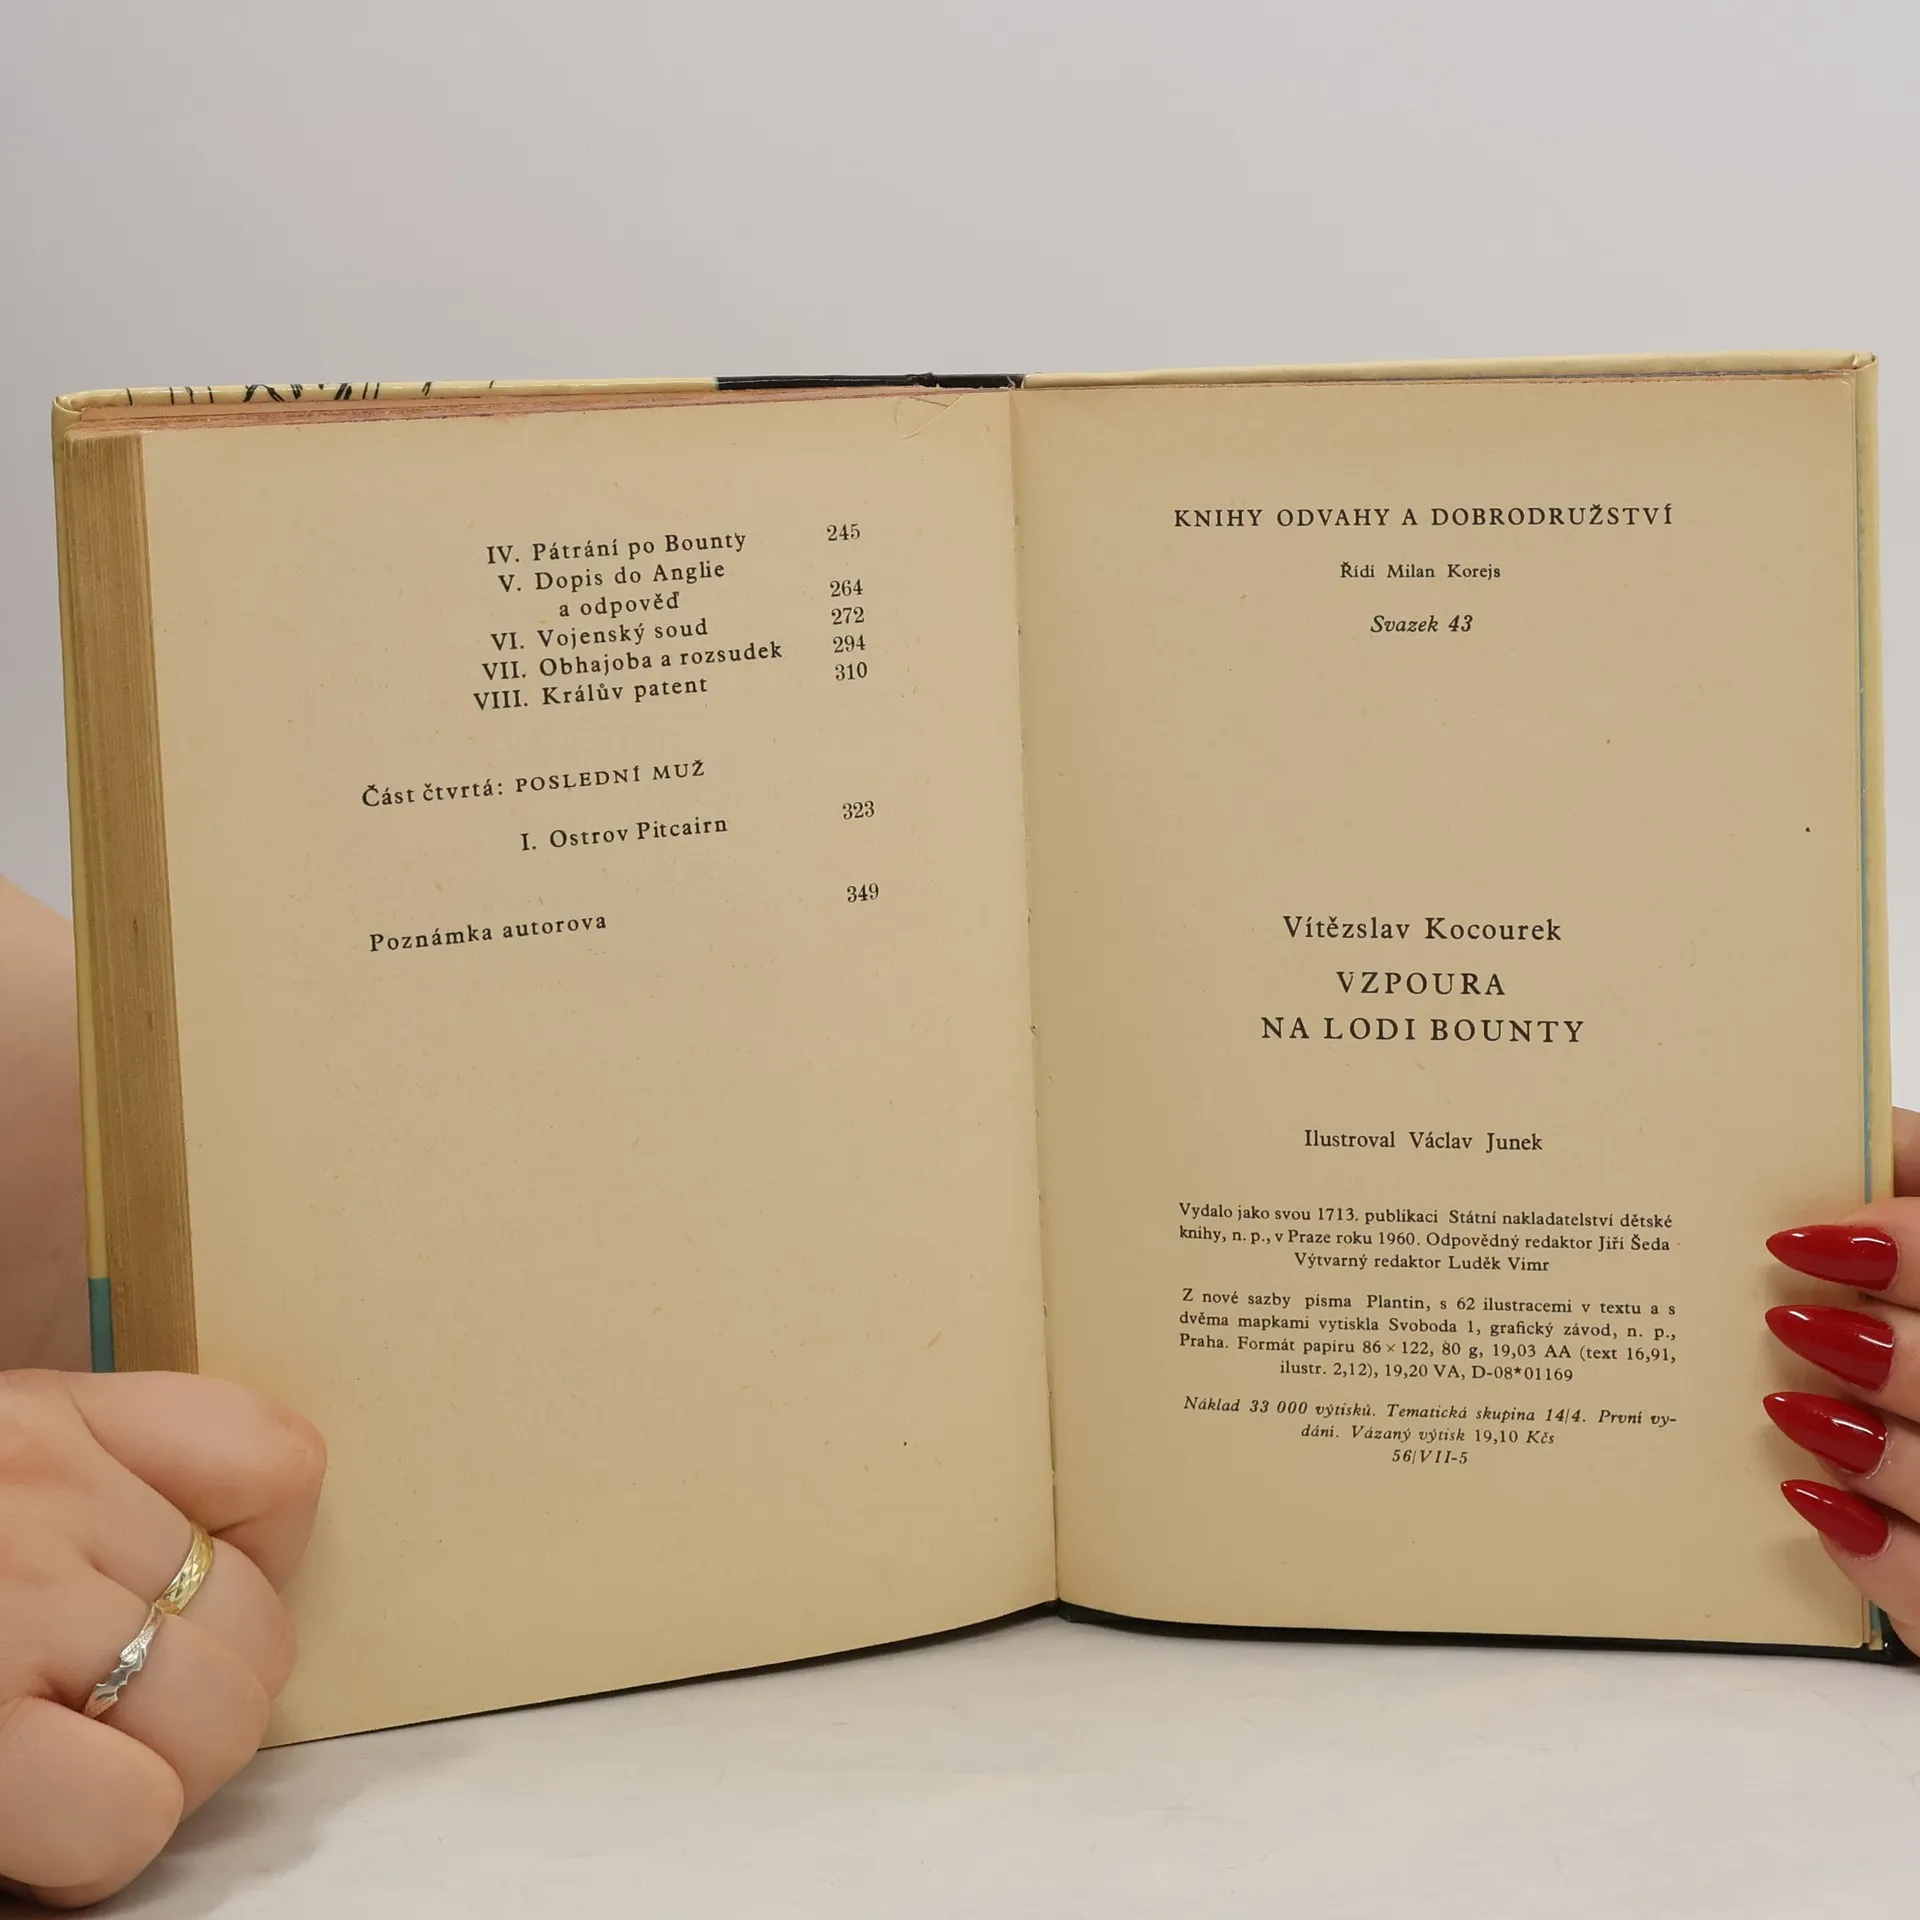 IV. Pátrání po Bounty 245
V. Dopis do Anglie
a odpověď 264
VI. Vojenský soud 272
VII. Obhajoba a rozsudek 294
VIII. Králův patent 310
Část čtvrtá: POSLEDNÍ MUŽ
I. Ostrov Pitcairn 323
Poznámka autorova 349
KNIHY ODVAHY A DOBRODRUŽSTVÍ
Řídí Milan Korejs
Svazek 43
Vítězslav Kocourek
VZPOURA
NA LODI BOUNTY
Ilustroval Václav Junek
Vydalo jako svou 1713. publikaci Státní nakladatelství dětské
knihy, n. p., v Praze roku 1960. Odpovědný redaktor Jiří Šeda
Výtvarný redaktor Luděk Vimr
Z nové sazby písma Plantin, s 62 ilustracemi v textu a s
dvěma mapkami vytiskla Svoboda 1, grafický závod, n. p.,
Praha. Formát papíru 86 × 122, 80 g, 19,03 AA (text 16,91,
ilustr. 2,12), 19,20 VA, D-08*01169
Náklad 33 000 výtisků. Tematická skupina 14/4. První vy-
dání. Vázaný výtisk 19,10 Kčs
56/VII-5